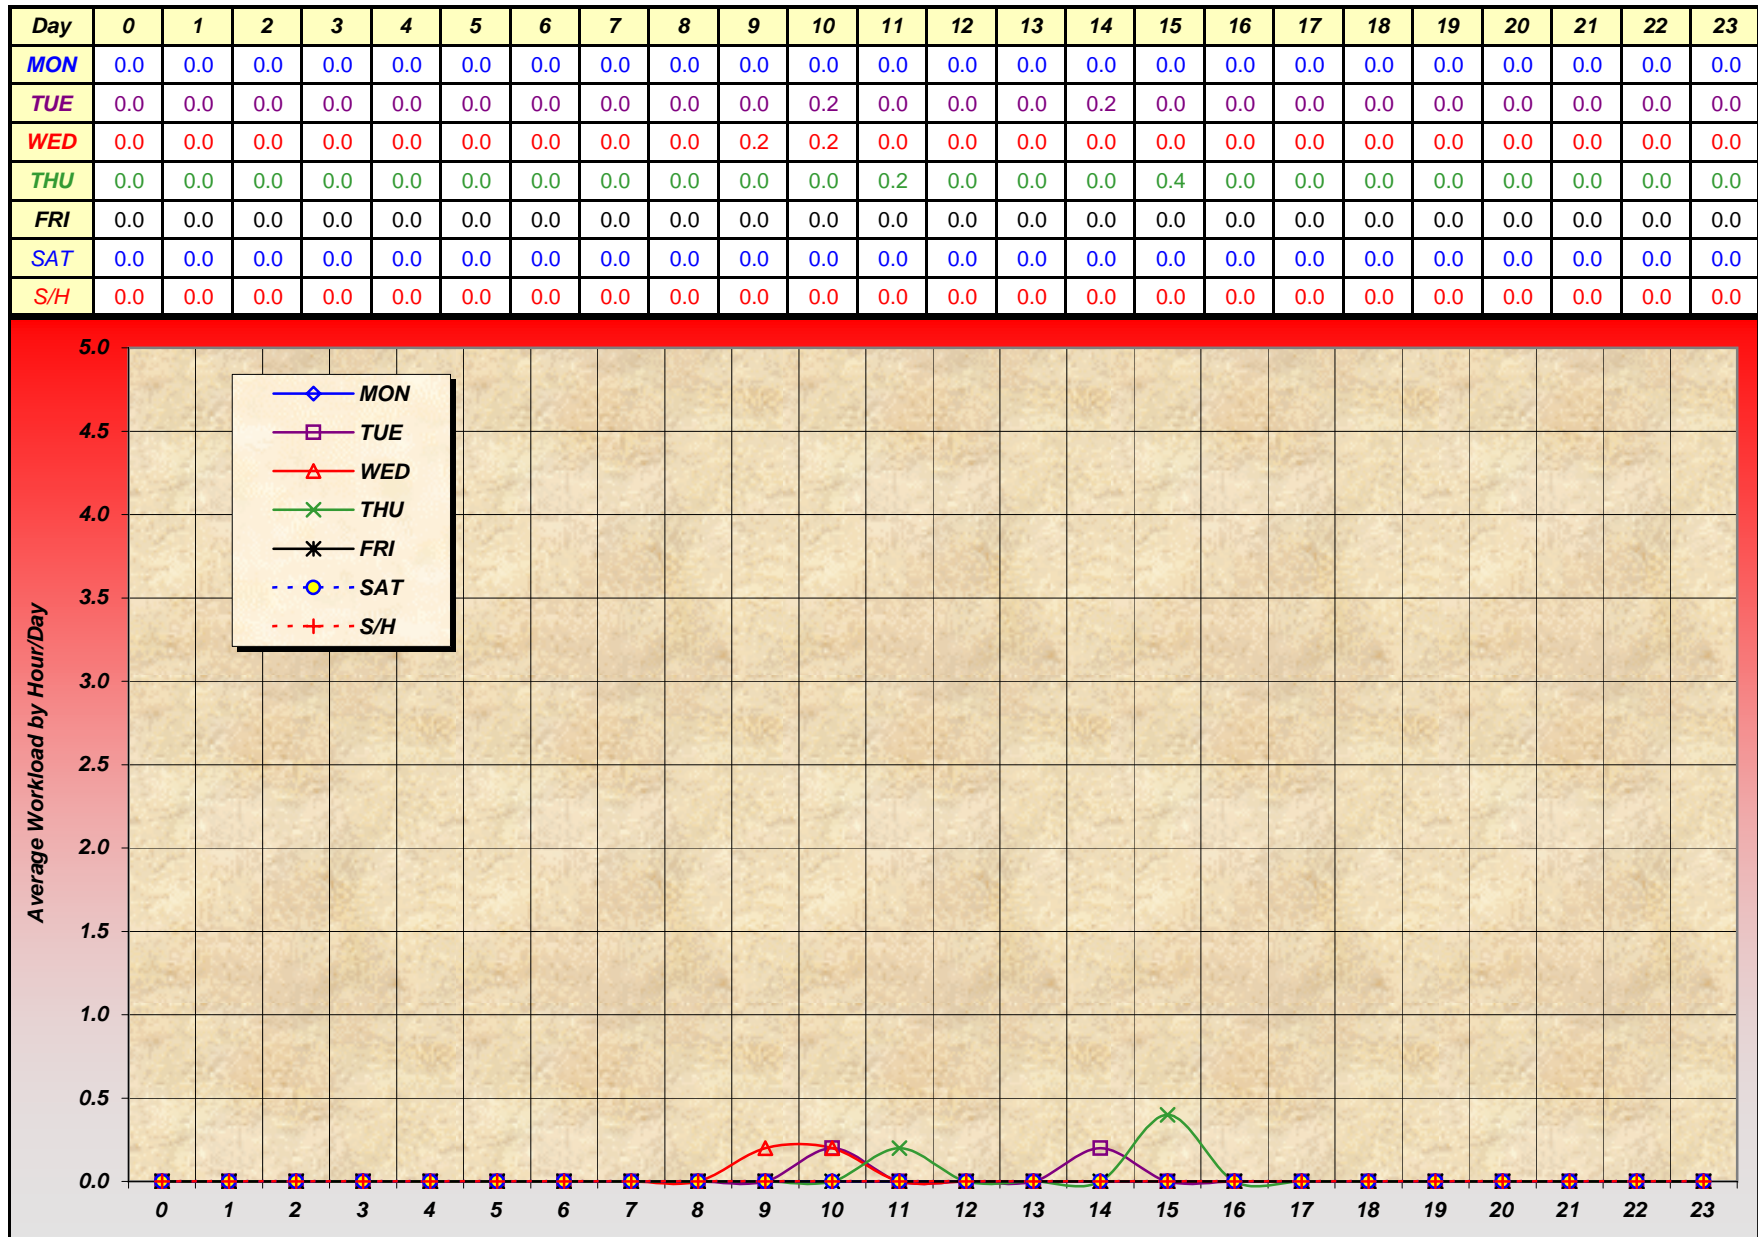 Day 0 1 2 3 4 5 6 7 8 9 10 11 12 13 14 15 16 17 18 19 20 21 22 23
MON 0.0 0.0 0.0 0.0 0.0 0.0 0.0 0.0 0.0 0.0 0.0 0.0 0.0 0.0 0.0 0.0 0.0 0.0 0.0 0.0 0.0 0.0 0.0 0.0
TUE 0.0 0.0 0.0 0.0 0.0 0.0 0.0 0.0 0.0 0.0 0.2 0.0 0.0 0.0 0.2 0.0 0.0 0.0 0.0 0.0 0.0 0.0 0.0 0.0
WED 0.0 0.0 0.0 0.0 0.0 0.0 0.0 0.0 0.0 0.2 0.2 0.0 0.0 0.0 0.0 0.0 0.0 0.0 0.0 0.0 0.0 0.0 0.0 0.0
THU 0.0 0.0 0.0 0.0 0.0 0.0 0.0 0.0 0.0 0.0 0.0 0.2 0.0 0.0 0.0 0.4 0.0 0.0 0.0 0.0 0.0 0.0 0.0 0.0
FRI 0.0 0.0 0.0 0.0 0.0 0.0 0.0 0.0 0.0 0.0 0.0 0.0 0.0 0.0 0.0 0.0 0.0 0.0 0.0 0.0 0.0 0.0 0.0 0.0
SAT 0.0 0.0 0.0 0.0 0.0 0.0 0.0 0.0 0.0 0.0 0.0 0.0 0.0 0.0 0.0 0.0 0.0 0.0 0.0 0.0 0.0 0.0 0.0 0.0
S/H 0.0 0.0 0.0 0.0 0.0 0.0 0.0 0.0 0.0 0.0 0.0 0.0 0.0 0.0 0.0 0.0 0.0 0.0 0.0 0.0 0.0 0.0 0.0 0.0
Average Workload by Hour/Day
5.0
4.5
4.0
3.5
3.0
2.5
2.0
1.5
1.0
0.5
0.0
MON
TUE
WED
THU
FRI
SAT
S/H
0 1 2 3 4 5 6 7 8 9 10 11 12 13 14 15 16 17 18 19 20 21 22 23